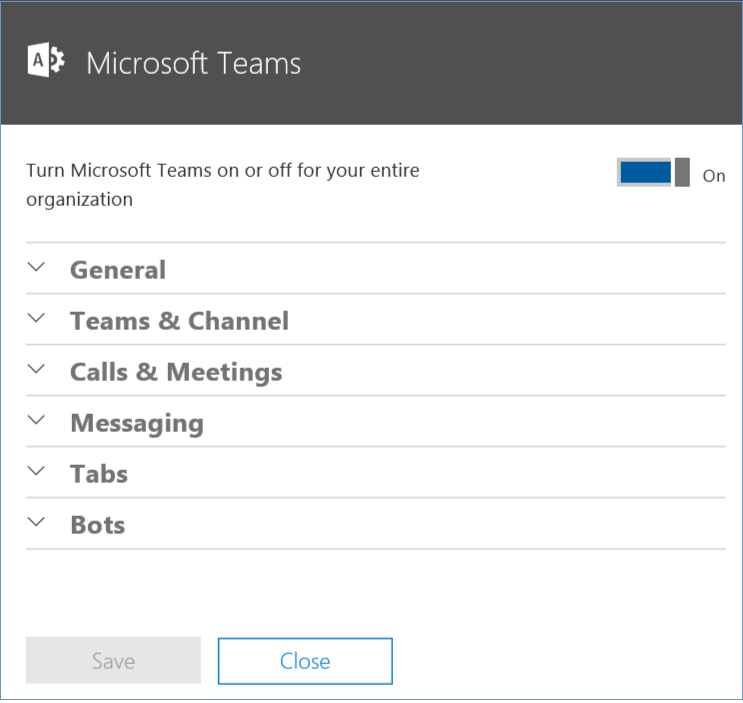 Microsoft Teams
Turn Microsoft Teams on or off for your entire
organization
On
General
Teams & Channel
Calls & Meetings
Messaging
Tabs
Bots
Save
Close